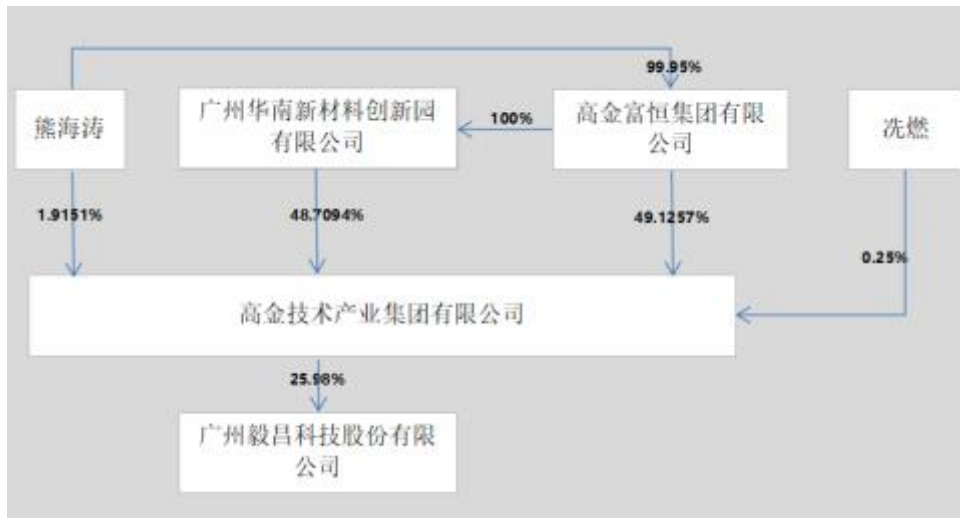 99.95%
熊海涛
广州华南新材料创新园
有限公司
100%
高金富恒集团有限
公司
冼燃
1.9151%
48.7094%
49.1257%
0.25%
高金技术产业集团有限公司
25.98%
广州毅昌科技股份有限
公司